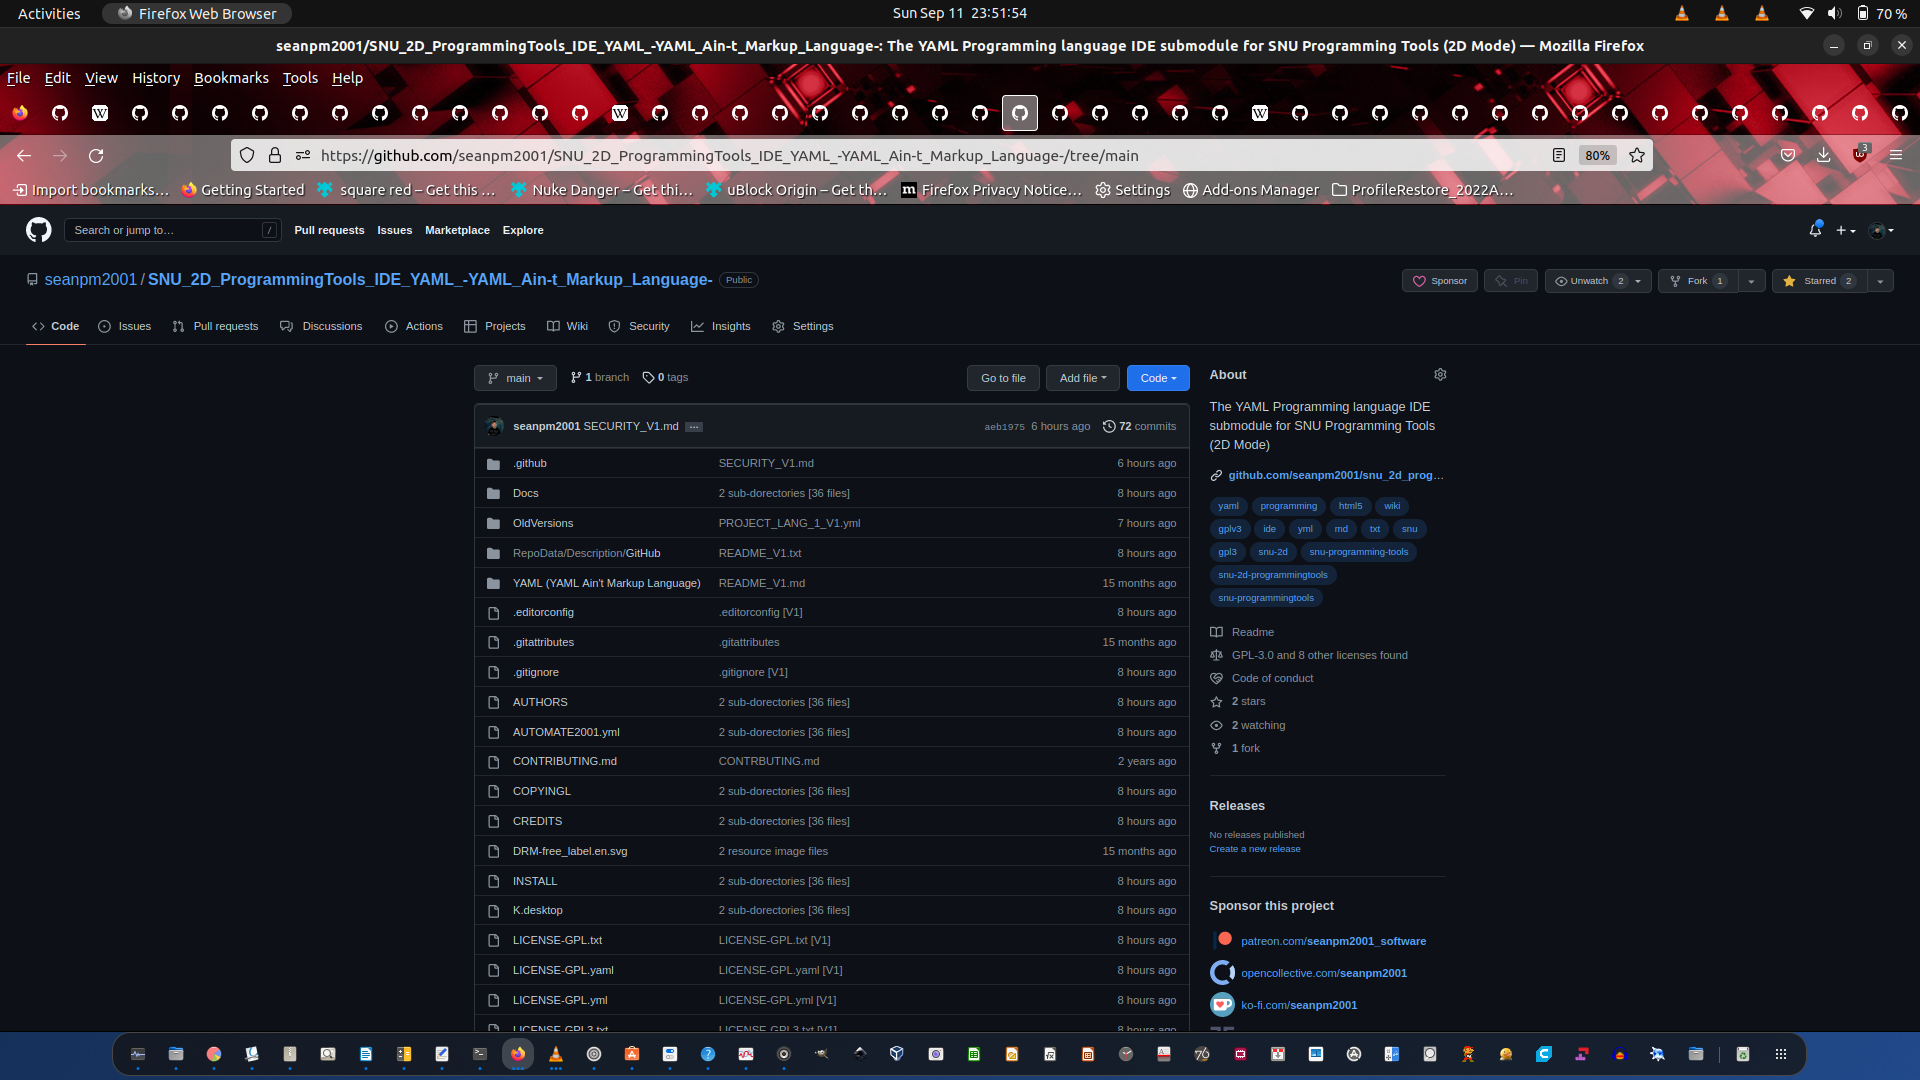 Activities Firefox Web Browser Sun Sep 11 23:51:54 70 %
seanpm2001/SNU_2D_ProgrammingTools_IDE_YAML_-YAML_Ain-t_Markup_Language-: The YAML Programming language IDE submodule for SNU Programming Tools (2D Mode) — Mozilla Firefox
File Edit View History Bookmarks Tools Help
https://github.com/seanpm2001/SNU_2D_ProgrammingTools_IDE_YAML_-YAML_Ain-t_Markup_Language-/tree/main 80% 3
Import bookmarks… Getting Started square red – Get this … Nuke Danger – Get thi… uBlock Origin – Get th… Firefox Privacy Notice… Settings Add-ons Manager ProfileRestore_2022A…
Search or jump to… / Pull requests Issues Marketplace Explore
seanpm2001 / SNU_2D_ProgrammingTools_IDE_YAML_-YAML_Ain-t_Markup_Language- Public Sponsor Pin Unwatch 2 Fork 1 Starred 2
Code Issues Pull requests Discussions Actions Projects Wiki Security Insights Settings
main 1 branch 0 tags Go to file Add file Code
seanpm2001 SECURITY_V1.md ... aeb1975 6 hours ago 72 commits
.github SECURITY_V1.md 6 hours ago
Docs 2 sub-dorectories [36 files] 8 hours ago
OldVersions PROJECT_LANG_1_V1.yml 7 hours ago
RepoData/Description/GitHub README_V1.txt 8 hours ago
YAML (YAML Ain't Markup Language) README_V1.md 15 months ago
.editorconfig .editorconfig [V1] 8 hours ago
.gitattributes .gitattributes 15 months ago
.gitignore .gitignore [V1] 8 hours ago
AUTHORS 2 sub-dorectories [36 files] 8 hours ago
AUTOMATE2001.yml 2 sub-dorectories [36 files] 8 hours ago
CONTRIBUTING.md CONTRBUTING.md 2 years ago
COPYINGL 2 sub-dorectories [36 files] 8 hours ago
CREDITS 2 sub-dorectories [36 files] 8 hours ago
DRM-free_label.en.svg 2 resource image files 15 months ago
INSTALL 2 sub-dorectories [36 files] 8 hours ago
K.desktop 2 sub-dorectories [36 files] 8 hours ago
LICENSE-GPL.txt LICENSE-GPL.txt [V1] 8 hours ago
LICENSE-GPL.yaml LICENSE-GPL.yaml [V1] 8 hours ago
LICENSE-GPL.yml LICENSE-GPL.yml [V1] 8 hours ago
LICENSE-GPL3.txt LICENSE-GPL3.txt [V1] 8 hours ago
About
The YAML Programming language IDE
submodule for SNU Programming Tools
(2D Mode)
github.com/seanpm2001/snu_2d_prog…
yaml programming html5 wiki
gplv3 ide yml md txt snu
gpl3 snu-2d snu-programming-tools
snu-2d-programmingtools
snu-programmingtools
Readme
GPL-3.0 and 8 other licenses found
Code of conduct
2 stars
2 watching
1 fork
Releases
No releases published
Create a new release
Sponsor this project
patreon.com/seanpm2001_software
opencollective.com/seanpm2001
ko-fi.com/seanpm2001